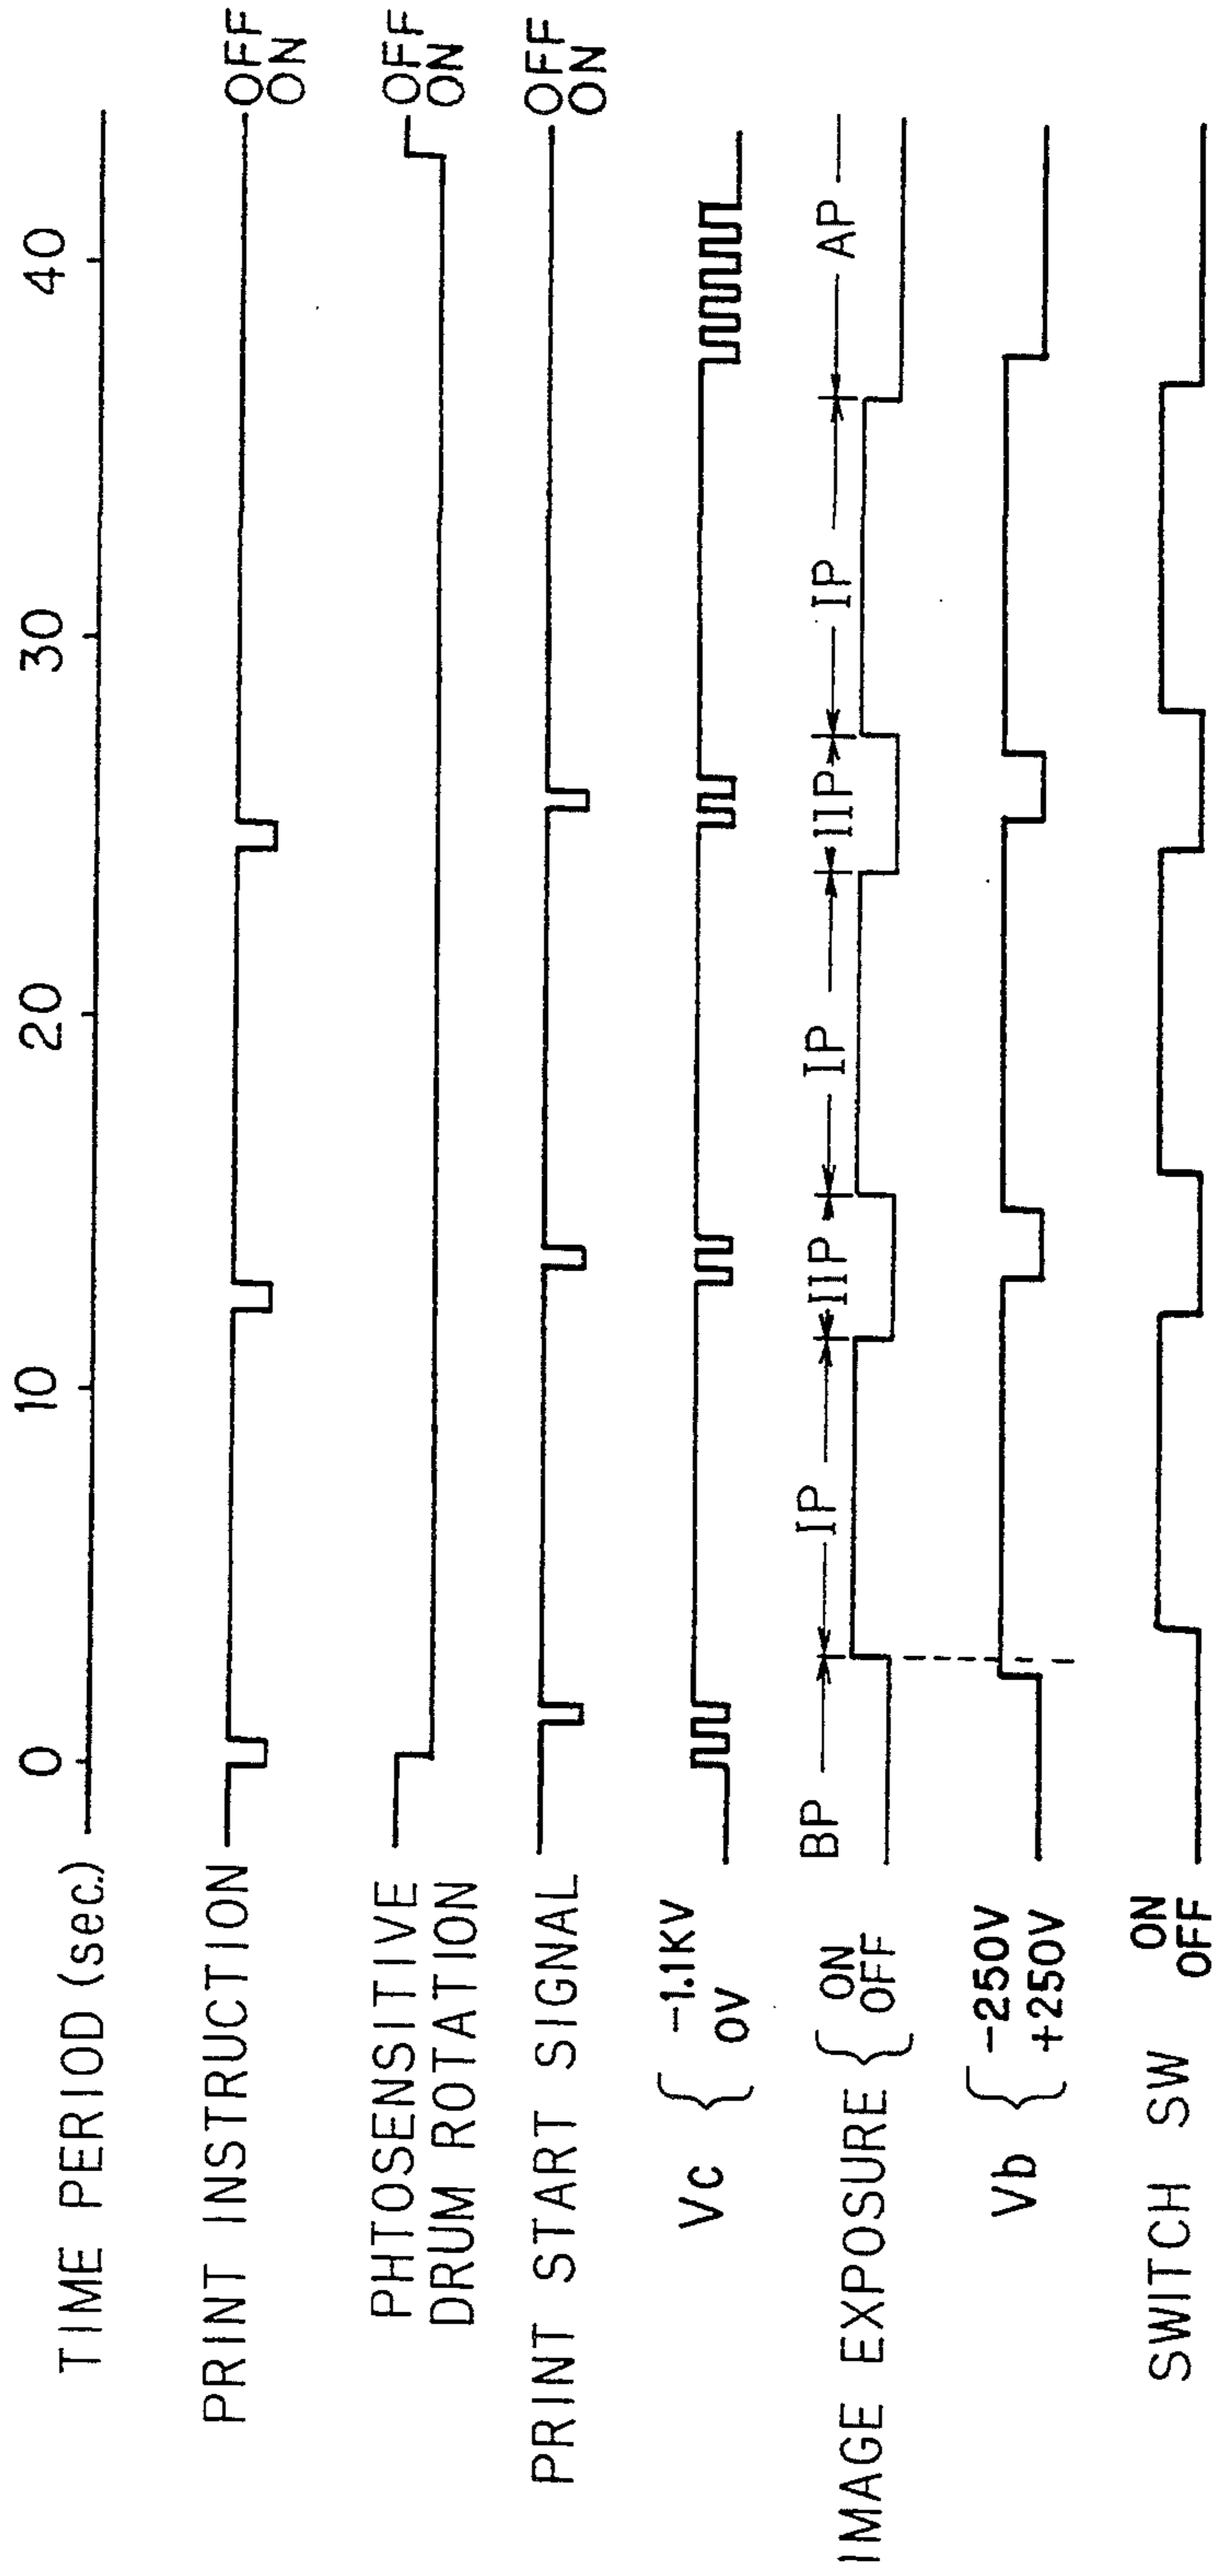 TIME PERIOD (sec.) 0 10 20 30 40
PRINT INSTRUCTION OFF
ON
PHTOSENSITIVE
DRUM ROTATION OFF
ON
PRINT START SIGNAL OFF
ON
Vc { -1.1KV
0V
BP IP IIP IP IIP IP AP
IMAGE EXPOSURE { ON
OFF
Vb { -250V
+250V
SWITCH SW ON
OFF